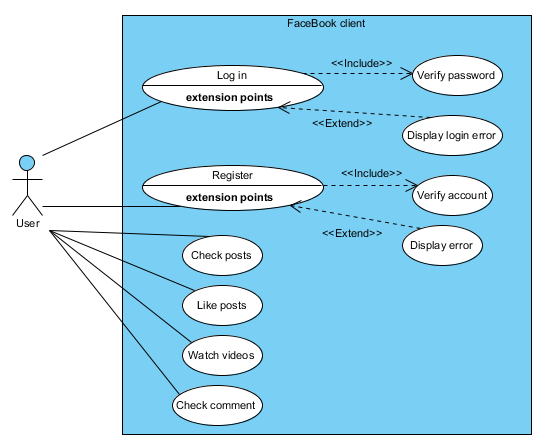 FaceBook client
Log in
extension points
<<Include>>
Verify password
<<Extend>>
Display login error
Register
extension points
<<Include>>
Verify account
<<Extend>>
Display error
User
Check posts
Like posts
Watch videos
Check comment